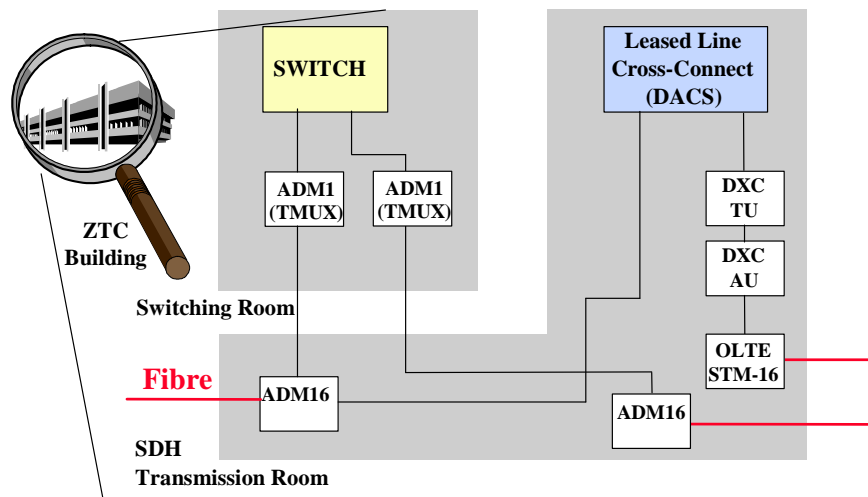 SWITCH
Leased Line
Cross-Connect
(DACS)
ADM1
(TMUX)
ADM1
(TMUX)
DXC
TU
ZTC
Building
DXC
AU
Switching Room
OLTE
STM-16
Fibre
ADM16
ADM16
SDH
Transmission Room